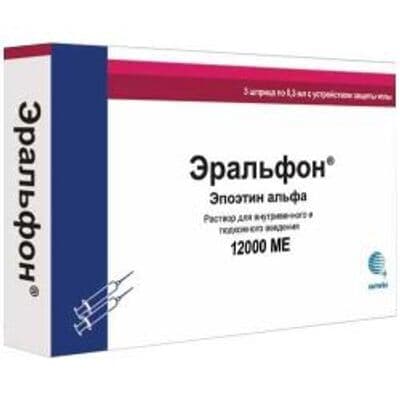 3 шприца по 0,3 мл с устройством защиты иглы
Эральфон®
Эпоэтин альфа
Раствор для внутривенного и
подкожного введения
12000 МЕ
Эральфон®